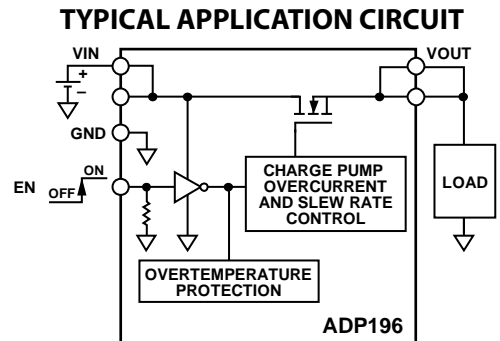 TYPICAL APPLICATION CIRCUIT
VIN
VOUT
+
–
GND
EN
OFF
ON
CHARGE PUMP
OVERCURRENT
AND SLEW RATE
CONTROL
LOAD
OVERTEMPERATURE
PROTECTION
ADP196